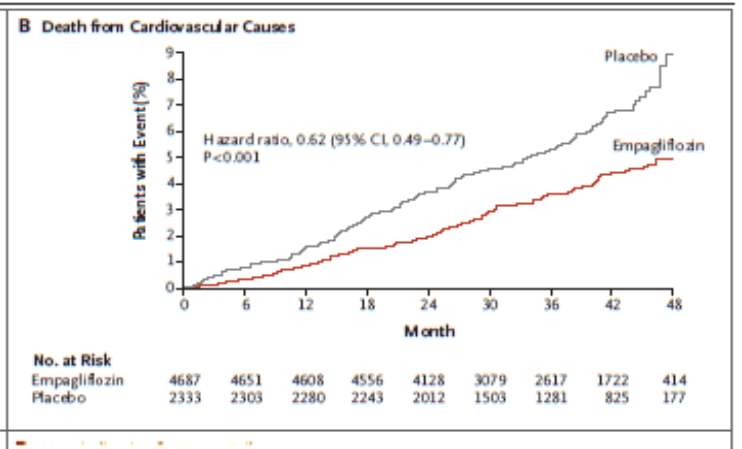 B Death from Cardiovascular Causes
9
8
7
6
5
4
3
2
1
0
Patients with Event (%)
Placebo
Hazard ratio, 0.62 (95% CI, 0.49–0.77)
P<0.001
Empagliflozin
0 6 12 18 24 30 36 42 48
Month
No. at Risk
Empagliflozin 4687 4651 4608 4556 4128 3079 2617 1722 414
Placebo 2333 2303 2280 2243 2012 1503 1281 825 177